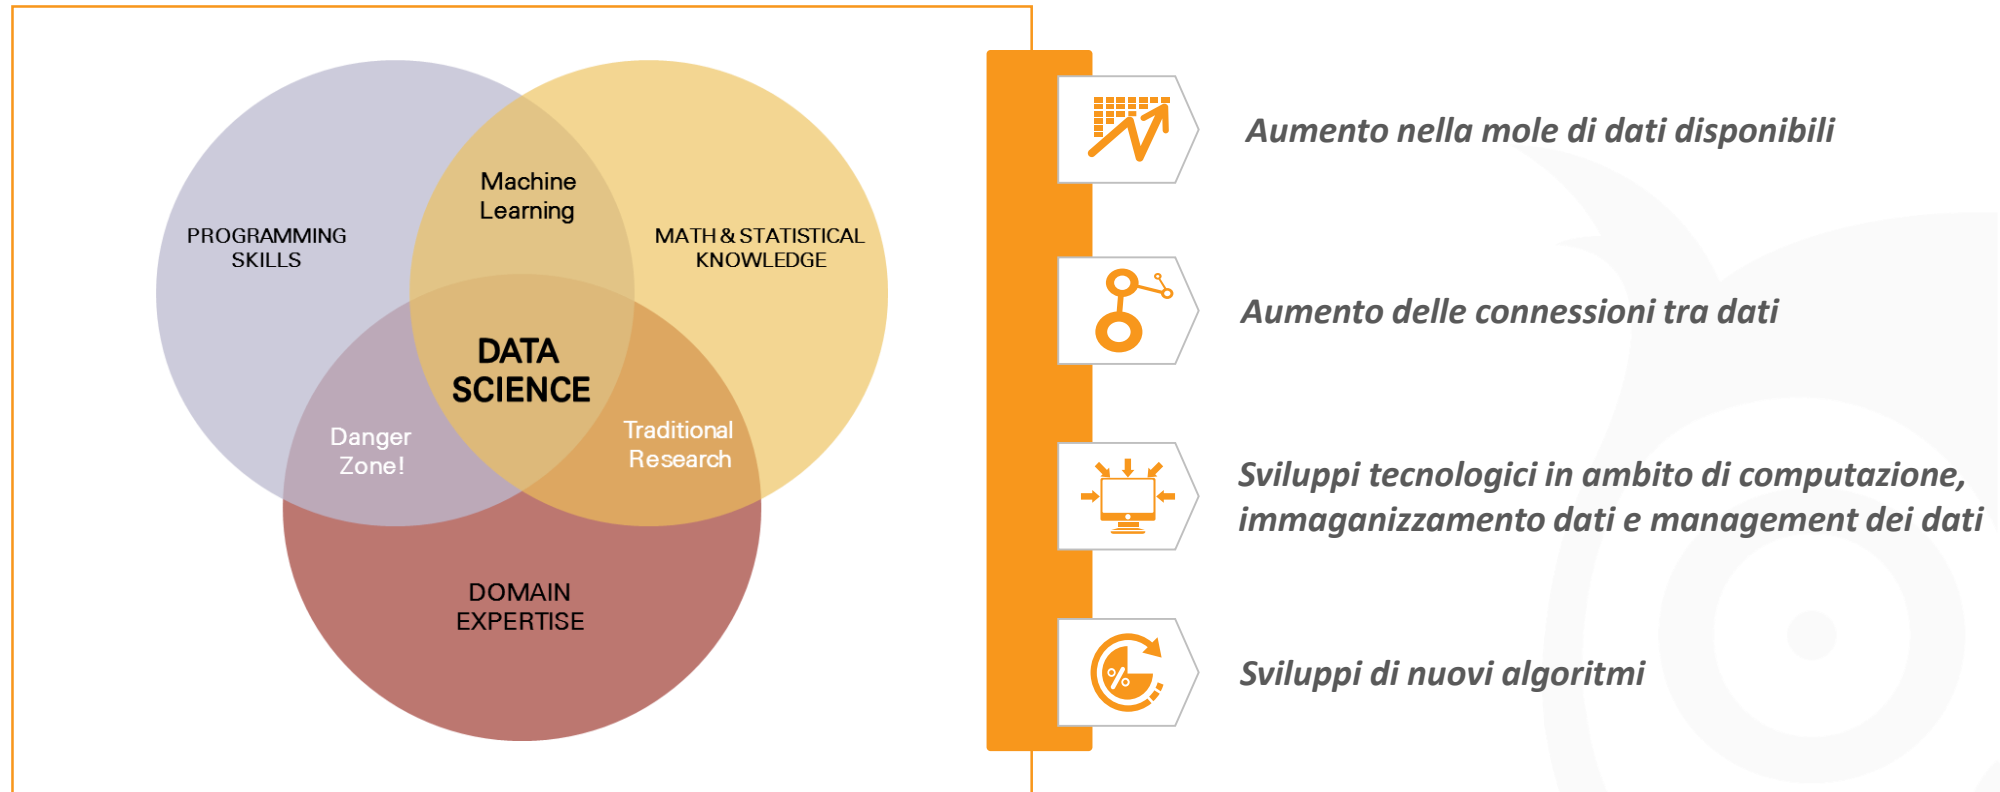 Machine
Learning
PROGRAMMING
SKILLS
MATH & STATISTICAL
KNOWLEDGE
DATA
SCIENCE
Danger
Zone!
Traditional
Research
DOMAIN
EXPERTISE
Aumento nella mole di dati disponibili
Aumento delle connessioni tra dati
Sviluppi tecnologici in ambito di computazione,
immaganizzamento dati e management dei dati
%
Sviluppi di nuovi algoritmi